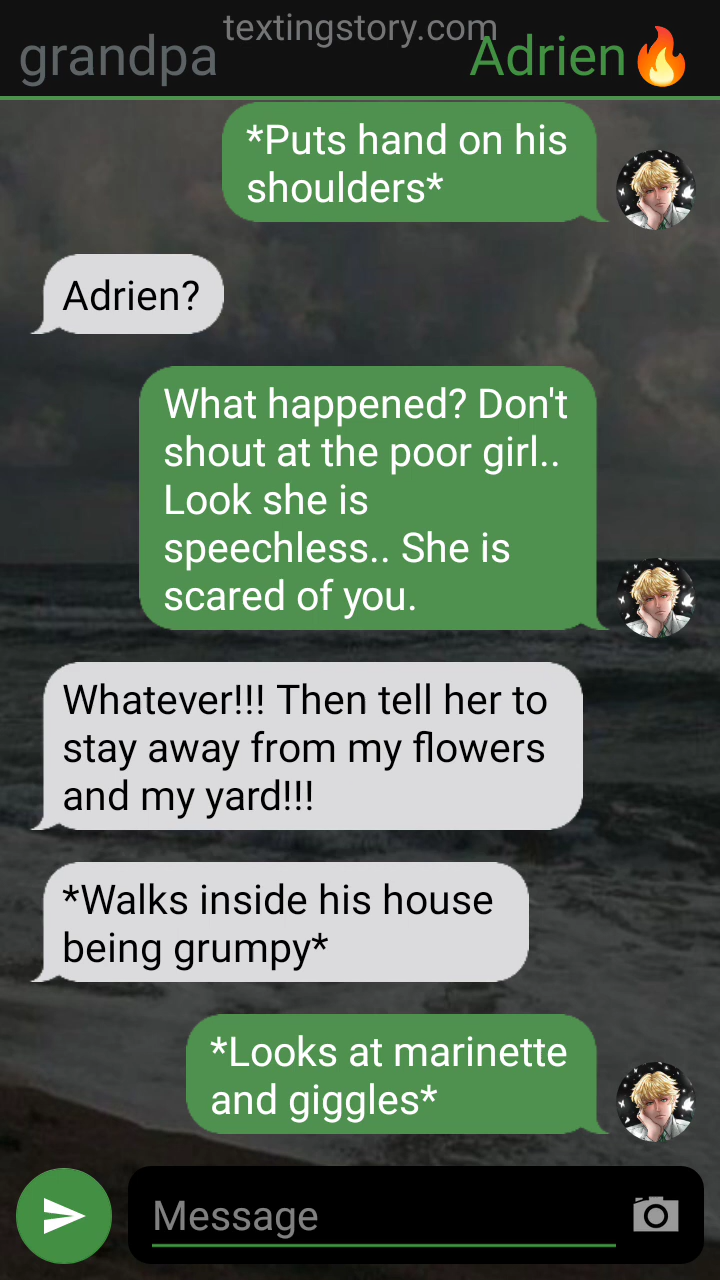 textingstory.com
grandpa
Adrien🔥
*Puts hand on his
shoulders*
Adrien?
What happened? Don't
shout at the poor girl..
Look she is
speechless.. She is
scared of you.
Whatever!!! Then tell her to
stay away from my flowers
and my yard!!!
*Walks inside his house
being grumpy*
*Looks at marinette
and giggles*
Message